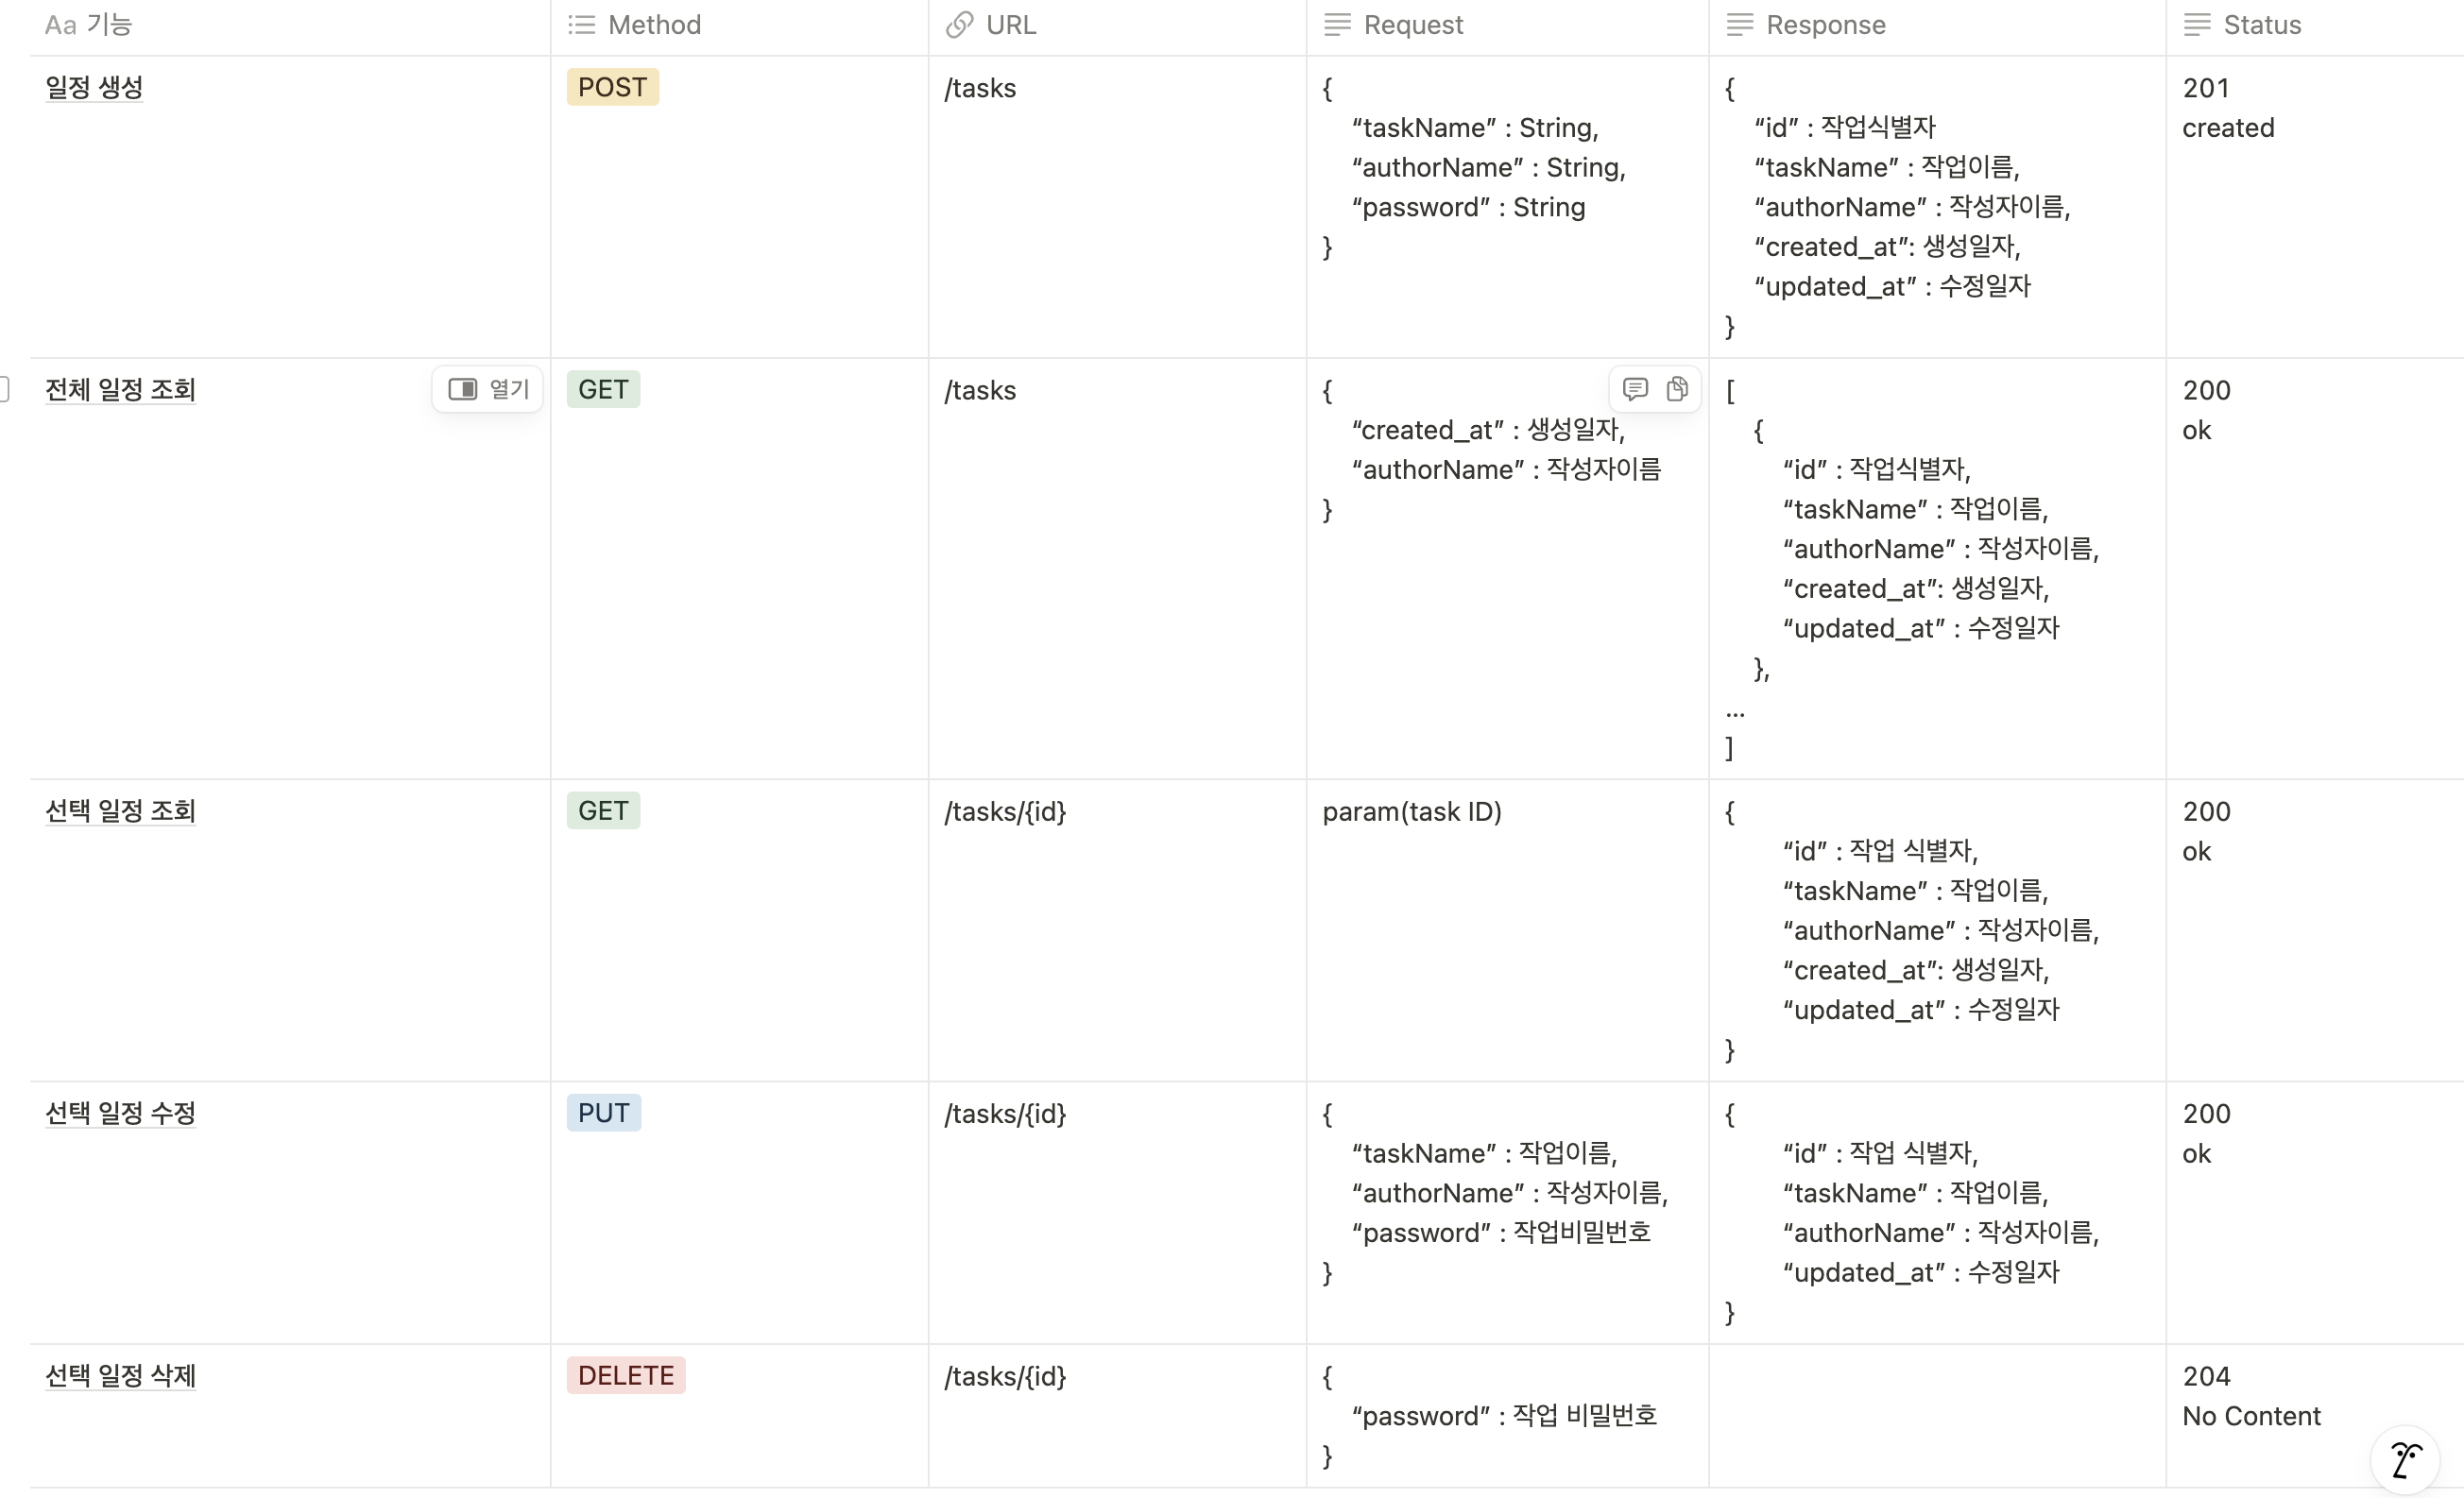 Aa 기능
Method
URL
Request
Response
Status
일정 생성
POST
/tasks
{
“taskName” : String,
“authorName” : String,
“password” : String
}
{
“id” : 작업식별자
“taskName” : 작업이름,
“authorName” : 작성자이름,
“created_at”: 생성일자,
“updated_at” : 수정일자
}
201
created
전체 일정 조회
열기
GET
/tasks
{
“created_at” : 생성일자,
“authorName” : 작성자이름
}
[
{
“id” : 작업식별자,
“taskName” : 작업이름,
“authorName” : 작성자이름,
“created_at”: 생성일자,
“updated_at” : 수정일자
},
...
]
200
ok
선택 일정 조회
GET
/tasks/{id}
param(task ID)
{
“id” : 작업 식별자,
“taskName” : 작업이름,
“authorName” : 작성자이름,
“created_at”: 생성일자,
“updated_at” : 수정일자
}
200
ok
선택 일정 수정
PUT
/tasks/{id}
{
“taskName” : 작업이름,
“authorName” : 작성자이름,
“password” : 작업비밀번호
}
{
“id” : 작업 식별자,
“taskName” : 작업이름,
“authorName” : 작성자이름,
“updated_at” : 수정일자
}
200
ok
선택 일정 삭제
DELETE
/tasks/{id}
{
“password” : 작업 비밀번호
}
204
No Content